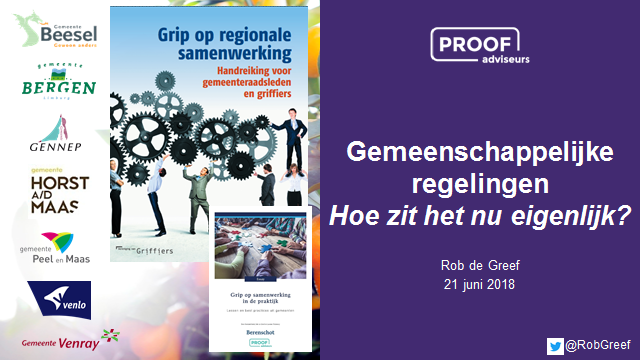 Gemeente
Beesel
Gewoon anders
gemeente
BERGEN
Limburg
GENNEP
gemeente
HORST
A/D
MAAS
gemeente
Peel en Maas
venlo
Gemeente Venray
Grip op regionale
samenwerking
Handreiking voor
gemeenteraadsleden
en griffiers
Griffiers
Grip op samenwerking
in de praktijk
Berenschot
PROOF
PROOF
adviseurs
Gemeenschappelijke
regelingen
Hoe zit het nu eigenlijk?
Rob de Greef
21 juni 2018
@RobGreef